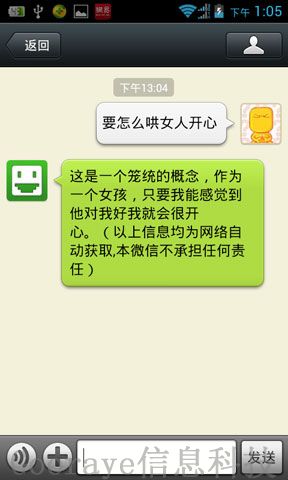 下午 1:05
返回
下午13:04
要怎么哄女人开心
这是一个笼统的概念，作为
一个女孩，只要我能感觉到
他对我好我就会很开
心。（以上信息均为网络自
动获取,本微信不承担任何责
任）
发送
souraye信息科技